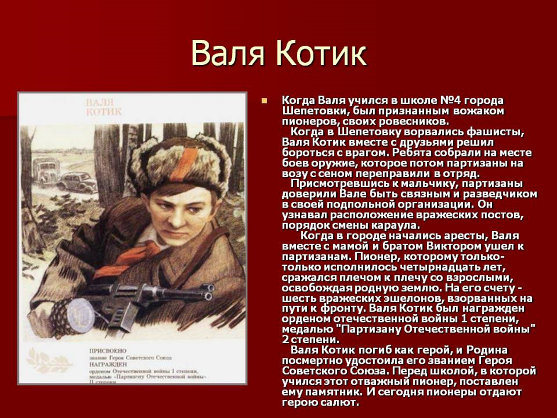 Валя Котик
ВАЛЯ
КОТИК
ПРИСВОЕНО
звание Героя Советского Союза
НАГРАЖДЕН
орденом Отечественной войны I степени,
медалью «Партизану Отечественной войны»
II степени
Когда Валя учился в школе №4 города
Шепетовки, был признанным вожаком
пионеров, своих ровесников.
Когда в Шепетовку ворвались фашисты,
Валя Котик вместе с друзьями решил
бороться с врагом. Ребята собрали на месте
боев оружие, которое потом партизаны на
возу с сеном переправили в отряд.
Присмотревшись к мальчику, партизаны
доверили Вале быть связным и разведчиком
в своей подпольной организации. Он
узнавал расположение вражеских постов,
порядок смены караула.
Когда в городе начались аресты, Валя
вместе с мамой и братом Виктором ушел к
партизанам. Пионер, которому только-
только исполнилось четырнадцать лет,
сражался плечом к плечу со взрослыми,
освобождая родную землю. На его счету -
шесть вражеских эшелонов, взорванных на
пути к фронту. Валя Котик был награжден
орденом отечественной войны 1 степени,
медалью "Партизану Отечественной войны"
2 степени.
Валя Котик погиб как герой, и Родина
посмертно удостоила его званием Героя
Советского Союза. Перед школой, в которой
учился этот отважный пионер, поставлен
ему памятник. И сегодня пионеры отдают
герою салют.